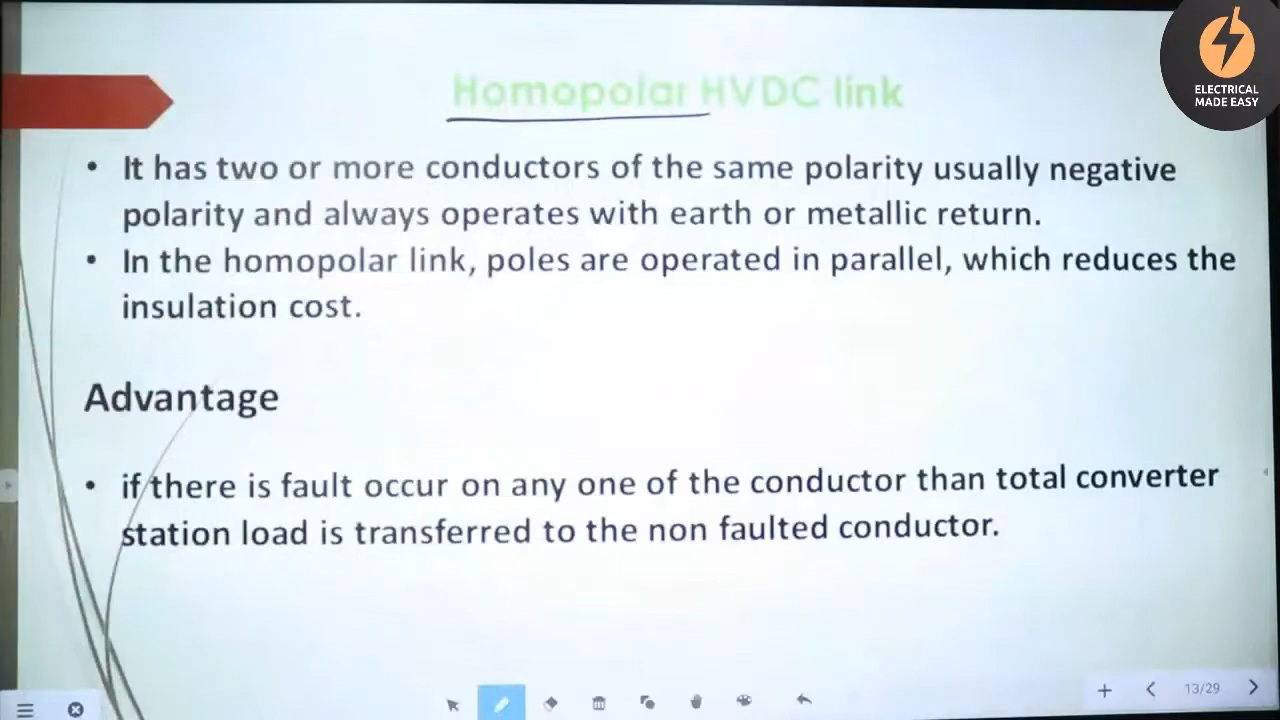 ELECTRICAL
MADE EASY
Homopolar HVDC link
• It has two or more conductors of the same polarity usually negative
polarity and always operates with earth or metallic return.
• In the homopolar link, poles are operated in parallel, which reduces the
insulation cost.
Advantage
• if there is fault occur on any one of the conductor than total converter
station load is transferred to the non faulted conductor.
13/29